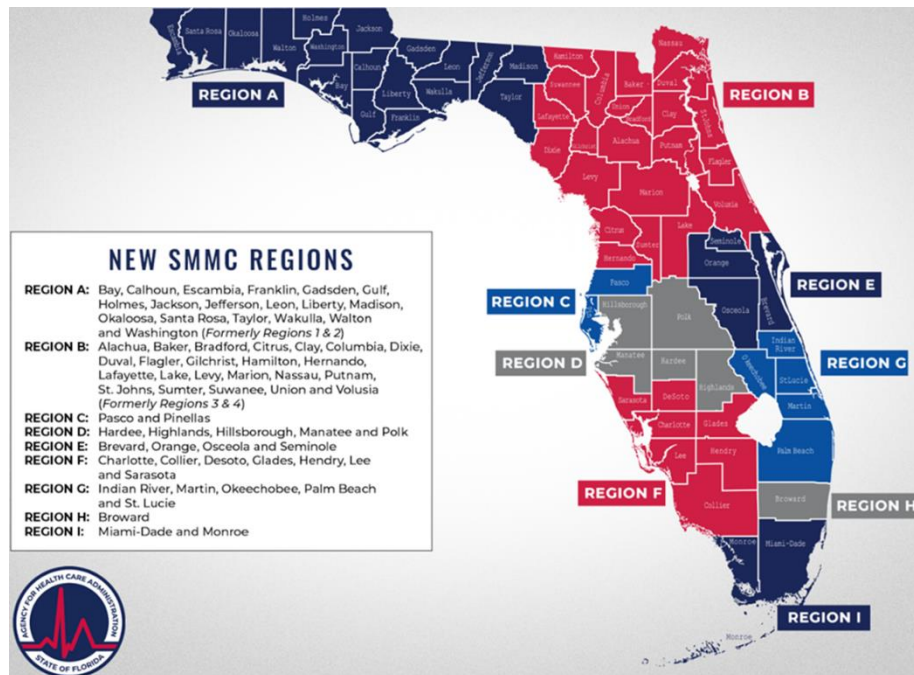 Holmes
Jackson
Escambia
Santa Rosa
Okaloosa
Walton
Washington
Bay
Calhoun
Gulf
Liberty
Franklin
Gadsden
Leon
Wakulla
Jefferson
Madison
Taylor
REGION A
Nassau
Hamilton
Suwannee
Columbia
Baker
Duval
Union
Bradford
Clay
St Johns
Lafayette
Dixie
Alachua
Putnam
Flagler
Levy
Marion
Volusia
Citrus
Sumter
Lake
Hernando
REGION B
Seminole
Orange
Osceola
Brevard
REGION E
Pasco
REGION C
Hillsborough
Polk
Manatee
Hardee
Highlands
REGION D
Indian
River
Okeechobee
St Lucie
Martin
Palm Beach
REGION G
Sarasota
DeSoto
Charlotte
Glades
Lee
Hendry
Collier
REGION F
Broward
REGION H
Monroe
Miami-Dade
Monroe
REGION I
NEW SMMC REGIONS
REGION A: Bay, Calhoun, Escambia, Franklin, Gadsden, Gulf,
Holmes, Jackson, Jefferson, Leon, Liberty, Madison,
Okaloosa, Santa Rosa, Taylor, Wakulla, Walton
and Washington (Formerly Regions 1 & 2)
REGION B: Alachua, Baker, Bradford, Citrus, Clay, Columbia, Dixie,
Duval, Flagler, Gilchrist, Hamilton, Hernando,
Lafayette, Lake, Levy, Marion, Nassau, Putnam,
St. Johns, Sumter, Suwanee, Union and Volusia
(Formerly Regions 3 & 4)
REGION C: Pasco and Pinellas
REGION D: Hardee, Highlands, Hillsborough, Manatee and Polk
REGION E: Brevard, Orange, Osceola and Seminole
REGION F: Charlotte, Collier, Desoto, Glades, Hendry, Lee
and Sarasota
REGION G: Indian River, Martin, Okeechobee, Palm Beach
and St. Lucie
REGION H: Broward
REGION I: Miami-Dade and Monroe
AGENCY FOR HEALTH CARE ADMINISTRATION
STATE OF FLORIDA